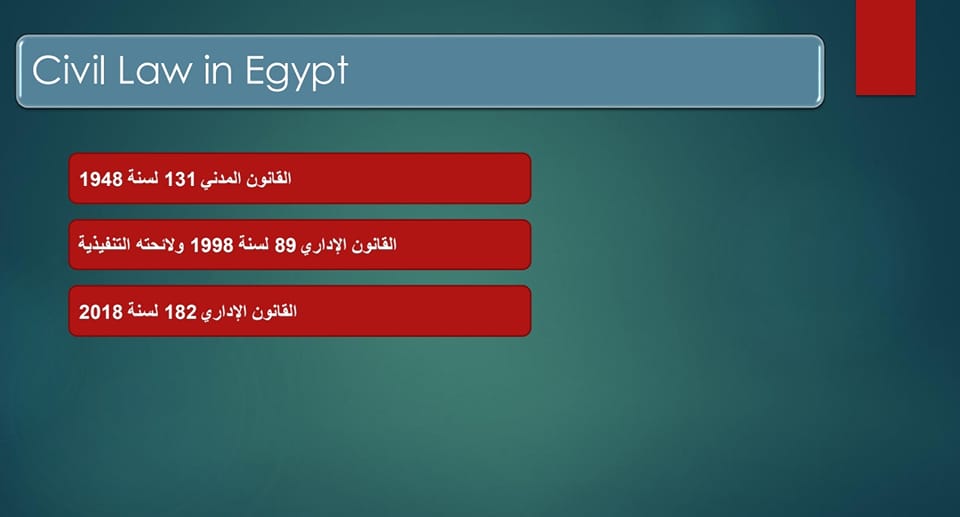 Civil Law in Egypt
القانون المدني 131 لسنة 1948
القانون الإداري 89 لسنة 1998 ولائحته التنفيذية
القانون الإداري 182 لسنة 2018